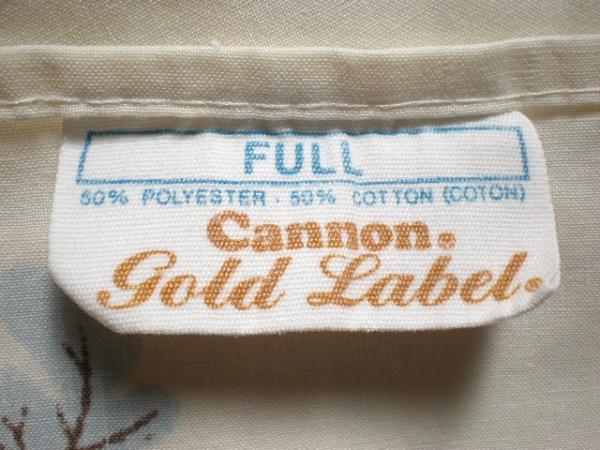 FULL
50% POLYESTER · 50% COTTON (COTON)
Cannon®
Gold Label®